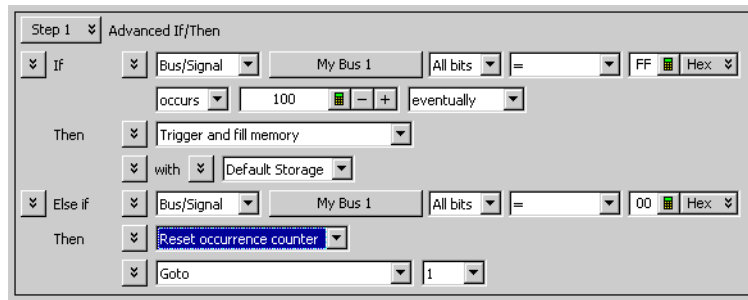 Step 1 Advanced If/Then
If Bus/Signal My Bus 1 All bits = FF Hex
occurs 100 - + eventually
Then Trigger and fill memory
with Default Storage
Else if Bus/Signal My Bus 1 All bits = 00 Hex
Then Reset occurrence counter
Goto 1